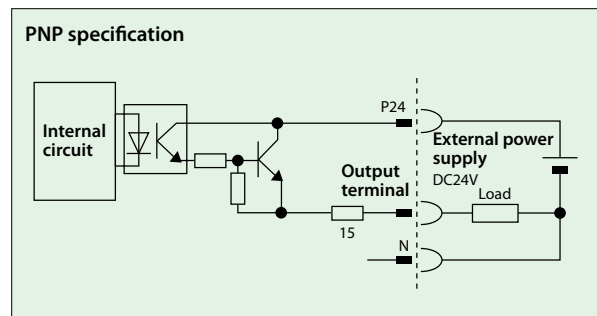 PNP specification
P24
Internal
circuit
External power
supply
DC24V
Output
terminal
Load
15
N